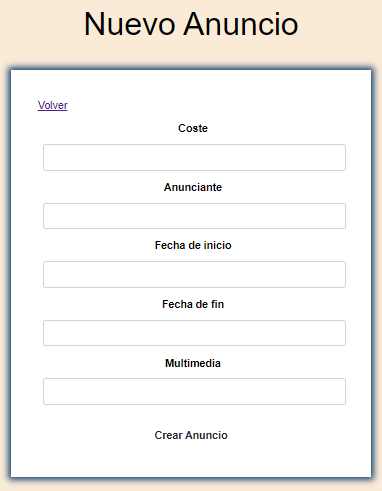 Nuevo Anuncio
Volver
Coste
Anunciante
Fecha de inicio
Fecha de fin
Multimedia
Crear Anuncio